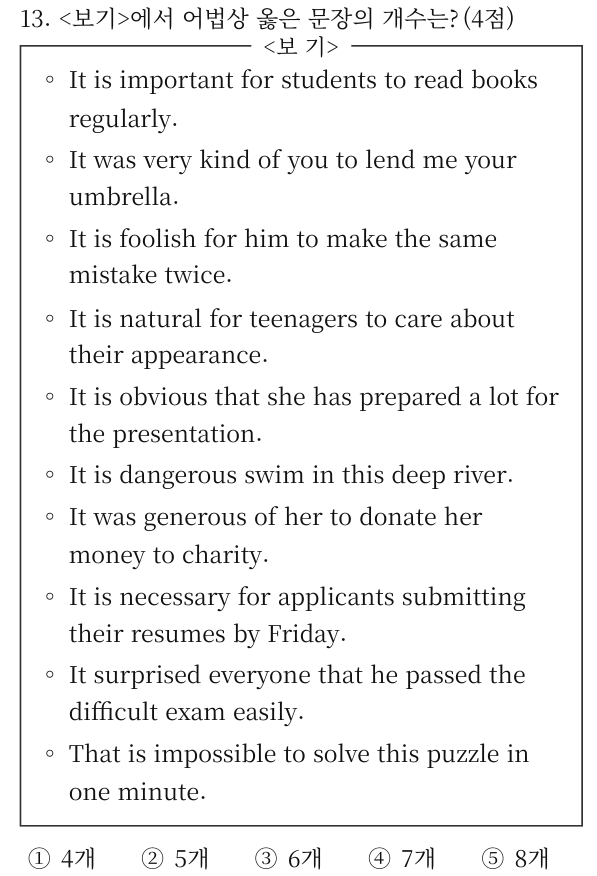 13. <보기>에서 어법상 옳은 문장의 개수는? (4점)
<보 기>
◦ It is important for students to read books
regularly.
◦ It was very kind of you to lend me your
umbrella.
◦ It is foolish for him to make the same
mistake twice.
◦ It is natural for teenagers to care about
their appearance.
◦ It is obvious that she has prepared a lot for
the presentation.
◦ It is dangerous swim in this deep river.
◦ It was generous of her to donate her
money to charity.
◦ It is necessary for applicants submitting
their resumes by Friday.
◦ It surprised everyone that he passed the
difficult exam easily.
◦ That is impossible to solve this puzzle in
one minute.
① 4개 ② 5개 ③ 6개 ④ 7개 ⑤ 8개